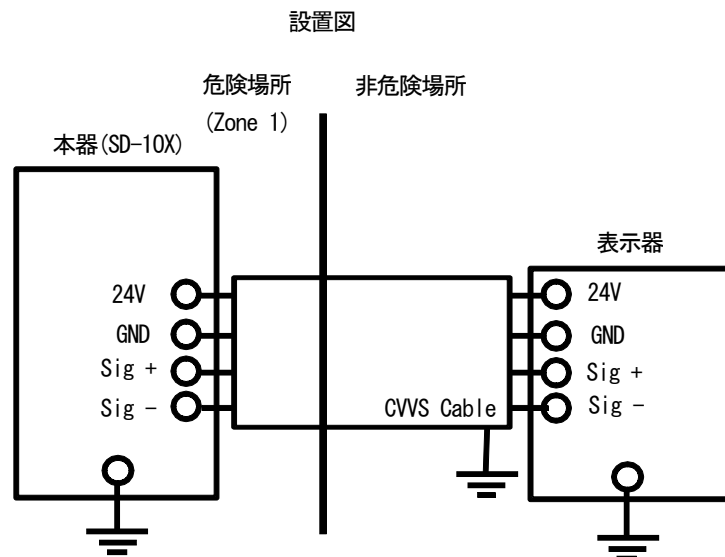 設置図
危険場所
(Zone 1)
非危険場所
本器(SD-10X)
24V
GND
Sig +
Sig -
CVVS Cable
表示器
24V
GND
Sig +
Sig -